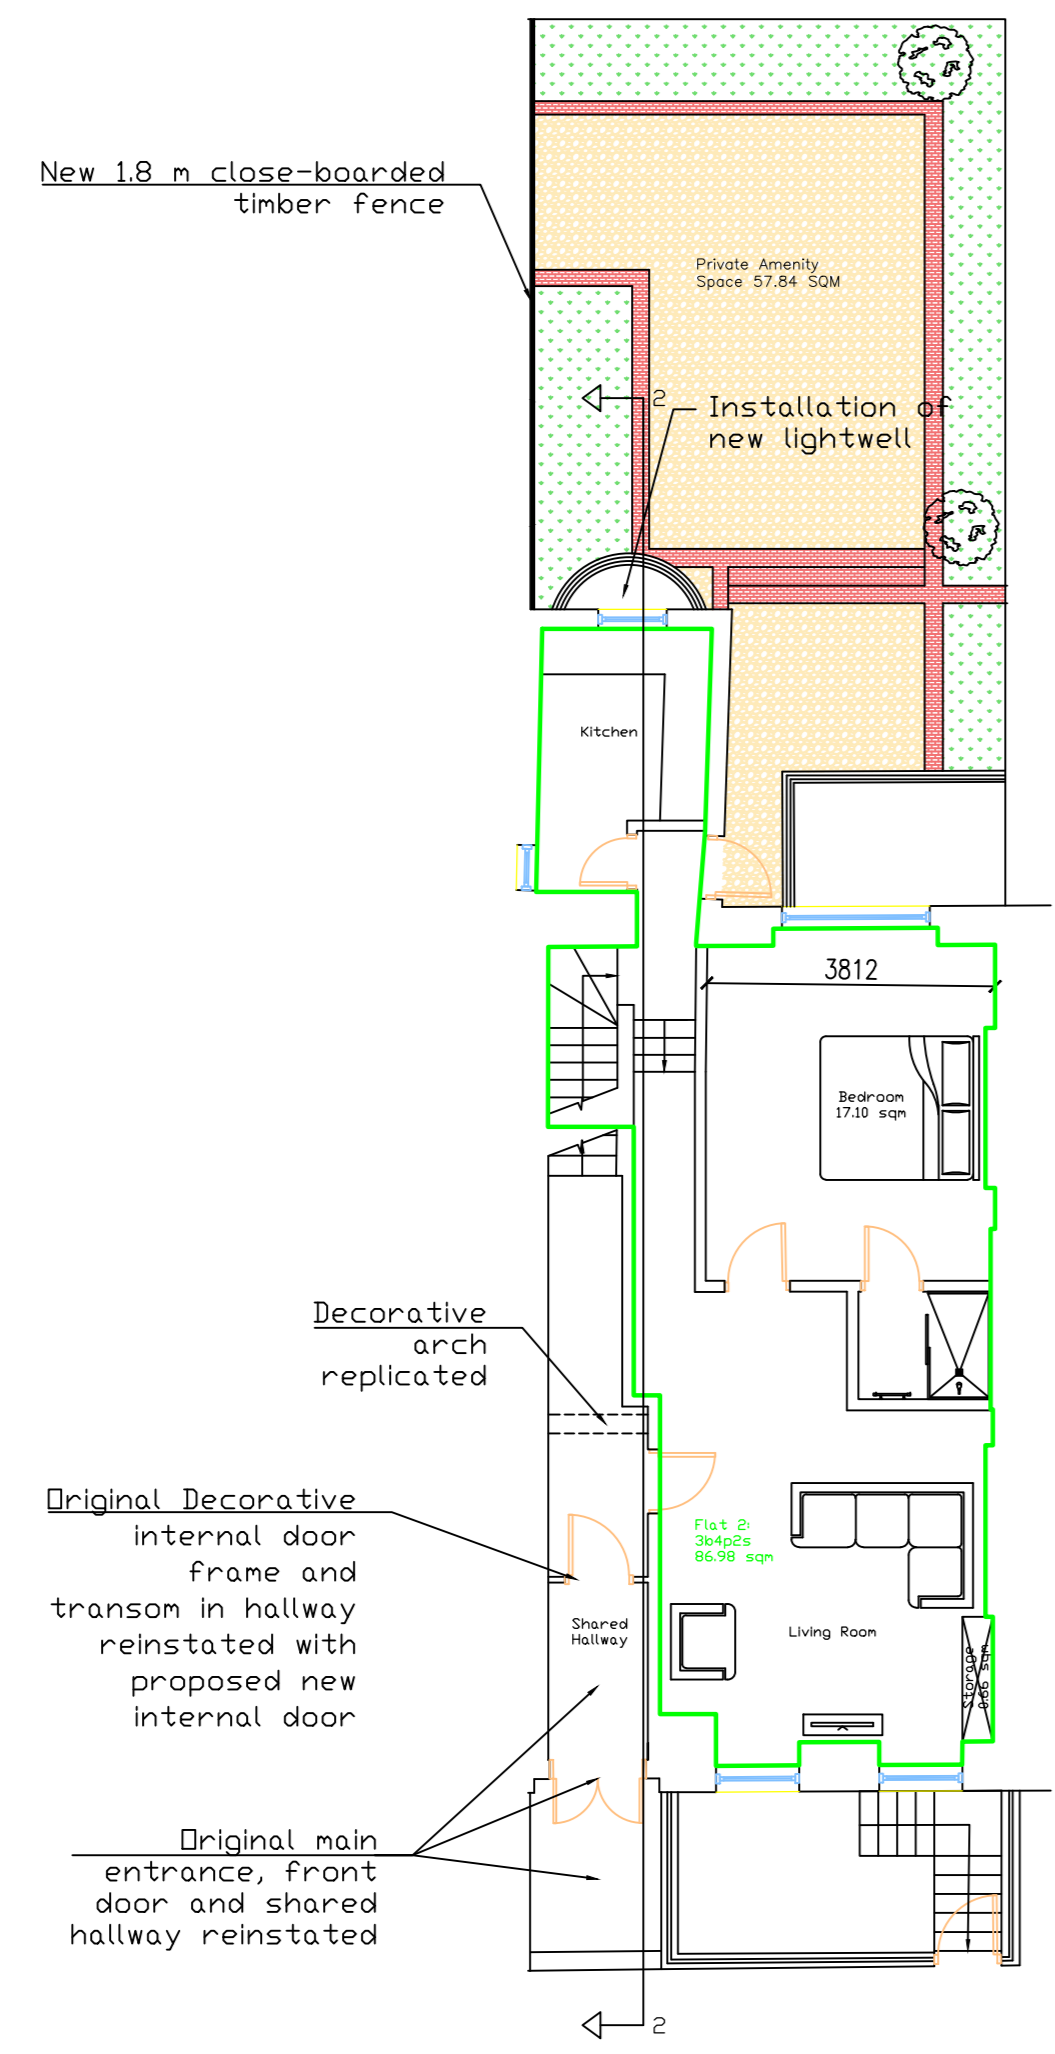 New 1.8 m close-boarded
timber fence
Private Amenity
Space 57.84 SQM
2
Installation of
new lightwell
Kitchen
3812
Bedroom
17.10 sqm
Decorative
arch
replicated
Original Decorative
internal door
frame and
transom in hallway
reinstated with
proposed new
internal door
Flat 2:
3b4p2s
86.98 sqm
Shared
Hallway
Living Room
Storage
0.66 sqm
Original main
entrance, front
door and shared
hallway reinstated
2